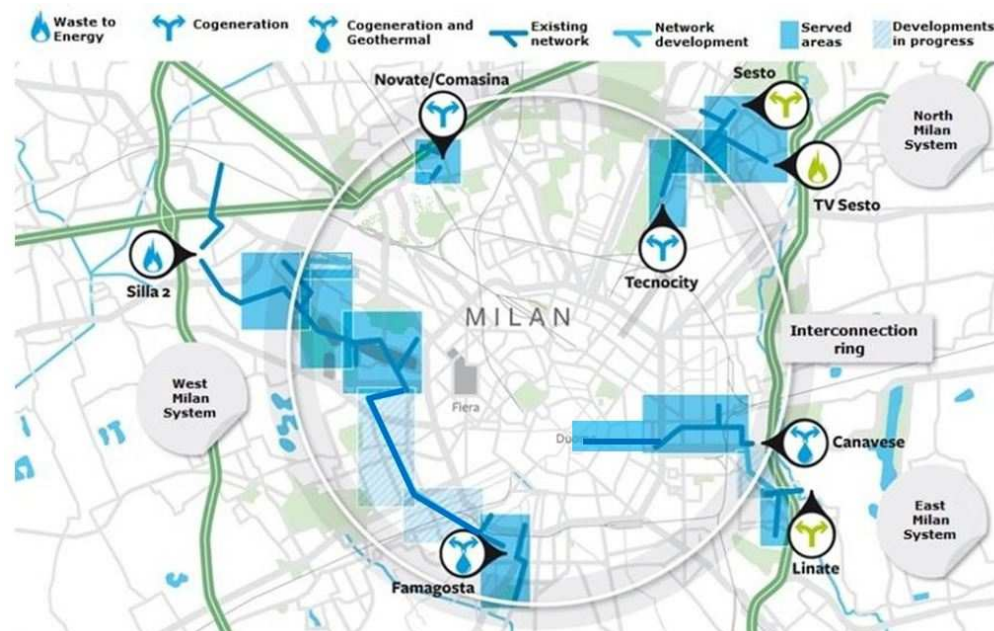 Waste to
Energy
Cogeneration
Cogeneration and
Geothermal
Existing
network
Network
development
Served
areas
Developments
in progress
Novate/Comasina
Sesto
North
Milan
System
TV Sesto
Silla 2
Tecnocity
MILAN
Interconnection
ring
West
Milan
System
Fiera
Canavese
East
Milan
System
Linate
Famagosta